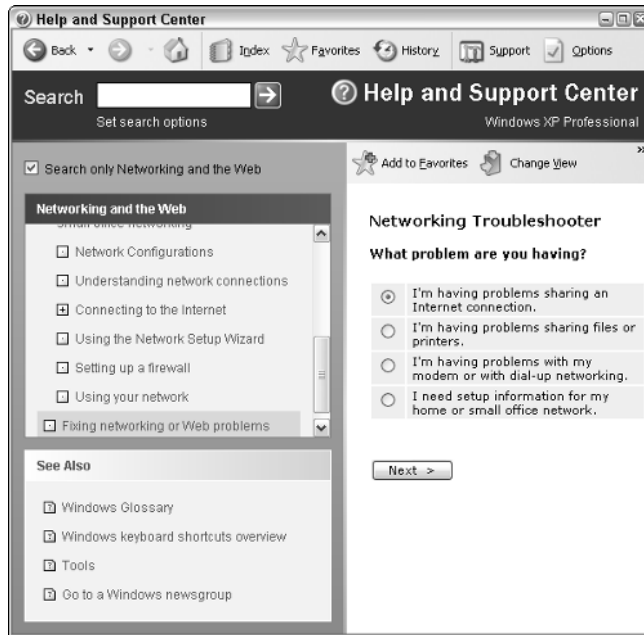 Help and Support Center
Back
Index
Favorites
History
Support
Options
Search
Set search options
Help and Support Center
Windows XP Professional
Search only Networking and the Web
Networking and the Web
small office networking
Network Configurations
Understanding network connections
Connecting to the Internet
Using the Network Setup Wizard
Setting up a firewall
Using your network
Fixing networking or Web problems
See Also
Windows Glossary
Windows keyboard shortcuts overview
Tools
Go to a Windows newsgroup
Add to Favorites
Change View
»
Networking Troubleshooter
What problem are you having?
I'm having problems sharing an
Internet connection.
I'm having problems sharing files or
printers.
I'm having problems with my
modem or with dial-up networking.
I need setup information for my
home or small office network.
Next >